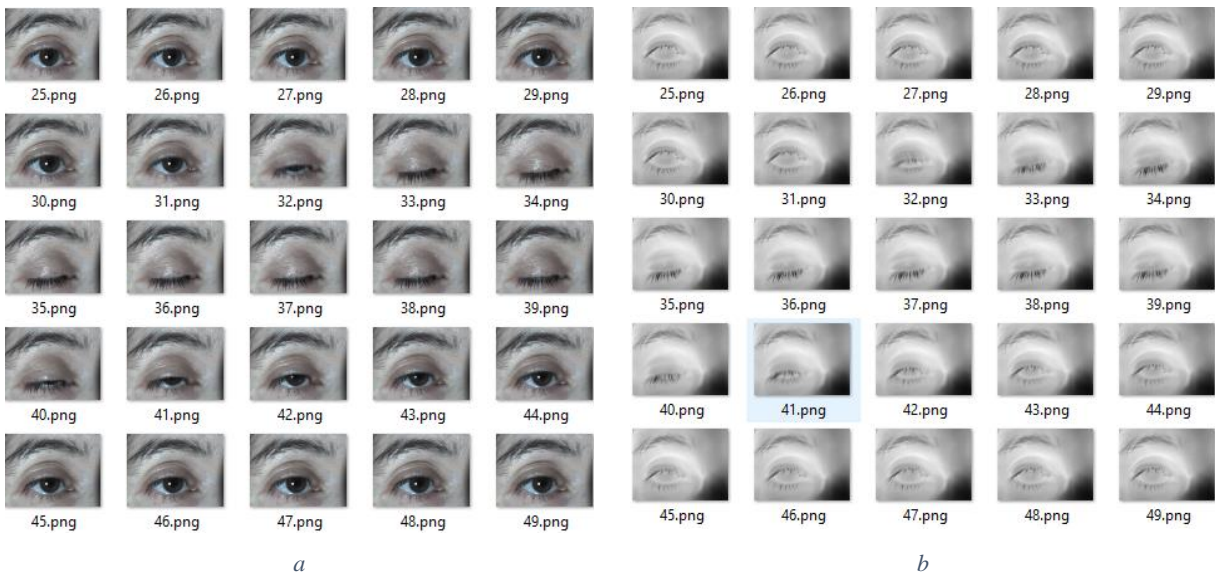 25.png 26.png 27.png 28.png 29.png
30.png 31.png 32.png 33.png 34.png
35.png 36.png 37.png 38.png 39.png
40.png 41.png 42.png 43.png 44.png
45.png 46.png 47.png 48.png 49.png
a
25.png 26.png 27.png 28.png 29.png
30.png 31.png 32.png 33.png 34.png
35.png 36.png 37.png 38.png 39.png
40.png 41.png 42.png 43.png 44.png
45.png 46.png 47.png 48.png 49.png
b